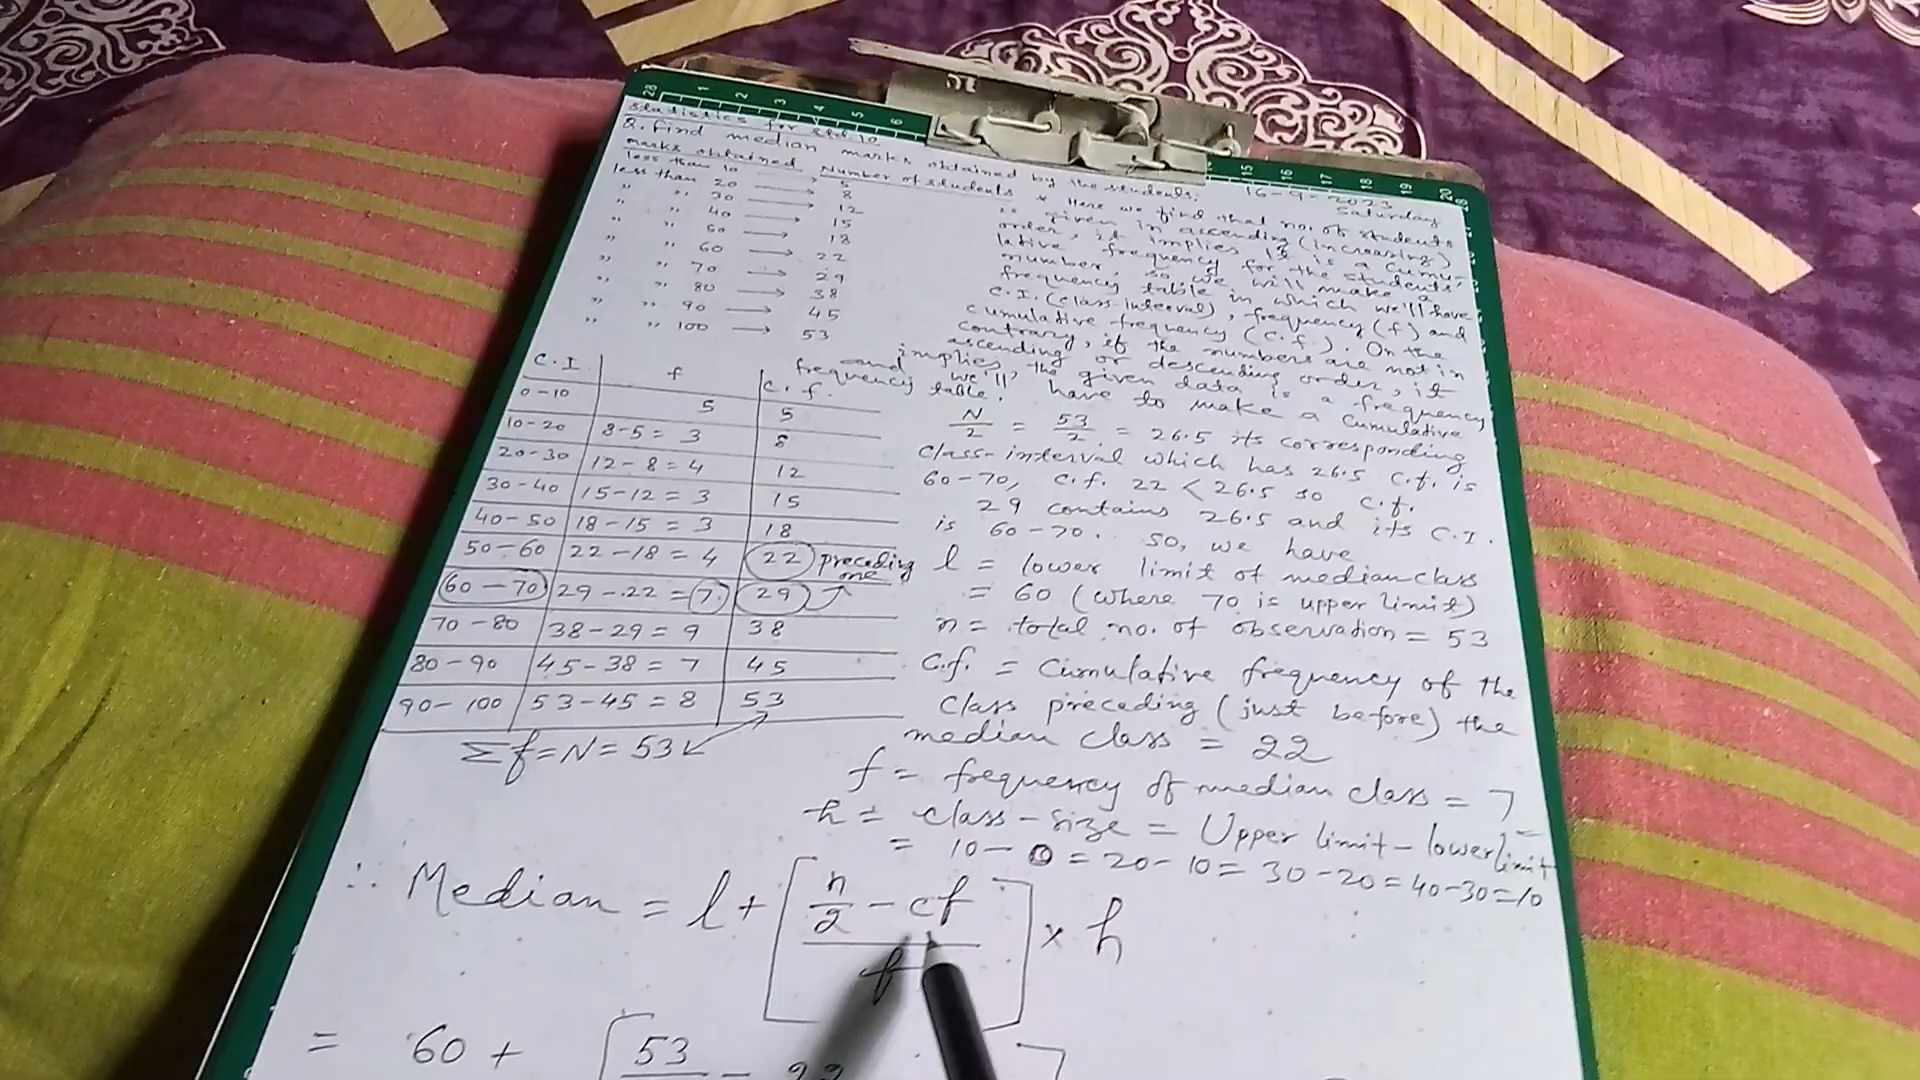 Statistics for Std. 10
16-9-2023
Saturday
Q. Find median marks obtained by the students.
Marks obtained Number of students
less than 10 → 5
less than 20 → 8
" " 30 → 12
" " 40 → 15
" " 50 → 18
" " 60 → 22
" " 70 → 29
" " 80 → 38
" " 90 → 45
" " 100 → 53
* Here we find that no. of students
is given in ascending (increasing)
order, it implies it is a cumu-
lative frequency for the students'
number, so we will make a
frequency table in which we'll have
C.I. (class-interval), frequency (f) and
cumulative frequency (c.f.). On the
contrary, if the numbers are not in
ascending or descending order, it
implies the given data is a frequency
and we'll have to make a cumulative
frequency table.
C.I. f c.f.
0-10 5 5
10-20 8-5 = 3 8
20-30 12-8 = 4 12
30-40 15-12 = 3 15
40-50 18-15 = 3 18
50-60 22-18 = 4 22 preceding one
60-70 29-22 = 7 29
70-80 38-29 = 9 38
80-90 45-38 = 7 45
90-100 53-45 = 8 53
Σf = N = 53
N/2 = 53/2 = 26.5 its corresponding
class-interval which has 26.5 c.f. is
60-70, c.f. 22 < 26.5 so c.f.
29 contains 26.5 and its C.I.
is 60-70. So, we have
l = lower limit of median class
= 60 (where 70 is upper limit)
n = total no. of observation = 53
c.f. = Cumulative frequency of the
class preceding (just before) the
median class = 22
f = frequency of median class = 7
h = class-size = Upper limit - lower limit
= 10 - 0 = 20 - 10 = 30 - 20 = 40 - 30 = 10
∴ Median = l + [(n/2 - cf)/f] × h
= 60 + [53 - 22